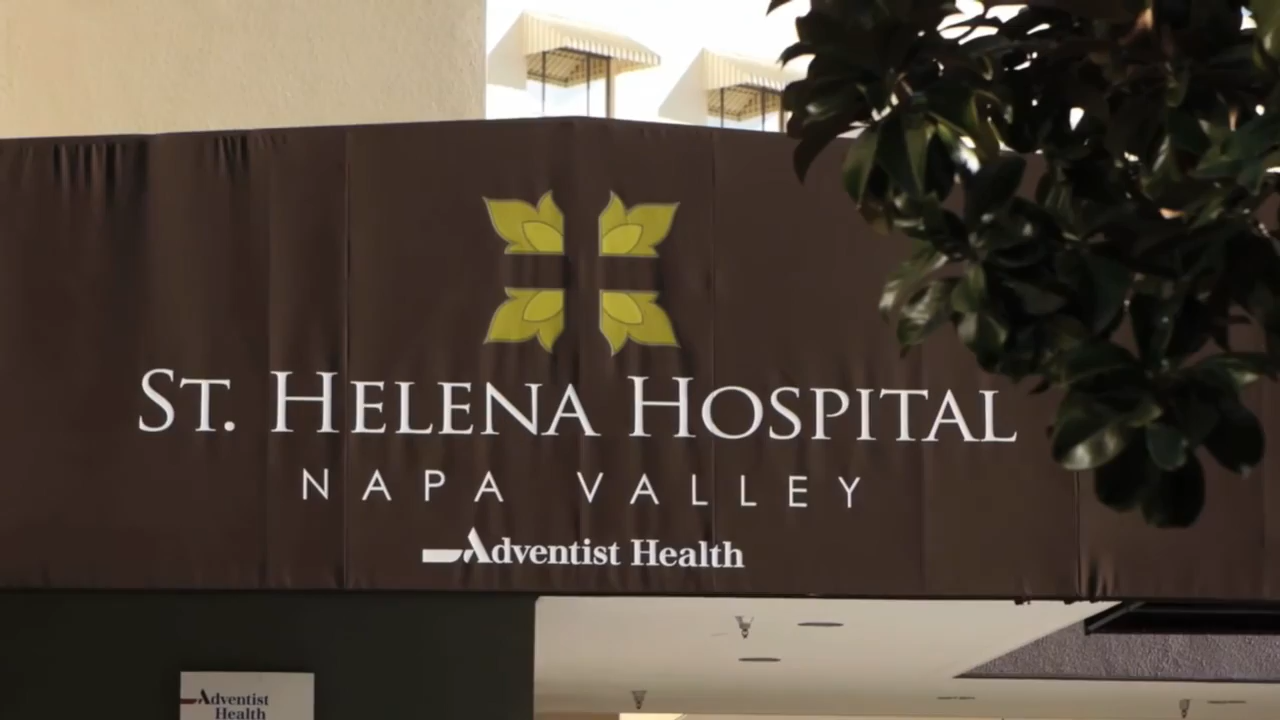 St. Helena Hospital
NAPA VALLEY
Adventist Health
Adventist
Health